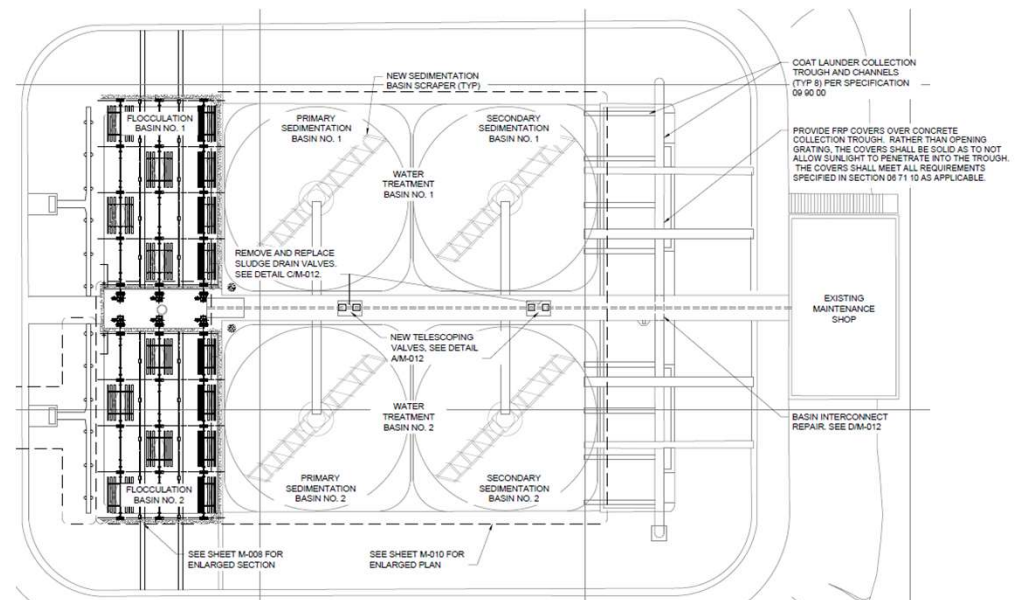 NEW SEDIMENTATION
BASIN SCRAPER (TYP)
COAT LAUNDER COLLECTION
TROUGH AND CHANNELS
(TYP 8) PER SPECIFICATION
09 90 00
FLOCCULATION
BASIN NO. 1
PRIMARY
SEDIMENTATION
BASIN NO. 1
SECONDARY
SEDIMENTATION
BASIN NO. 1
PROVIDE FRP COVERS OVER CONCRETE
COLLECTION TROUGH. RATHER THAN OPENING
GRATING, THE COVERS SHALL BE SOLID AS TO NOT
ALLOW SUNLIGHT TO PENETRATE INTO THE TROUGH.
THE COVERS SHALL MEET ALL REQUIREMENTS
SPECIFIED IN SECTION 06 71 10 AS APPLICABLE.
WATER
TREATMENT
BASIN NO. 1
REMOVE AND REPLACE
SLUDGE DRAIN VALVES.
SEE DETAIL C/M-012.
EXISTING
MAINTENANCE
SHOP
NEW TELESCOPING
VALVES, SEE DETAIL
A/M-012
WATER
TREATMENT
BASIN NO. 2
BASIN INTERCONNECT
REPAIR. SEE D/M-012
FLOCCULATION
BASIN NO. 2
PRIMARY
SEDIMENTATION
BASIN NO. 2
SECONDARY
SEDIMENTATION
BASIN NO. 2
SEE SHEET M-008 FOR
ENLARGED SECTION
SEE SHEET M-010 FOR
ENLARGED PLAN